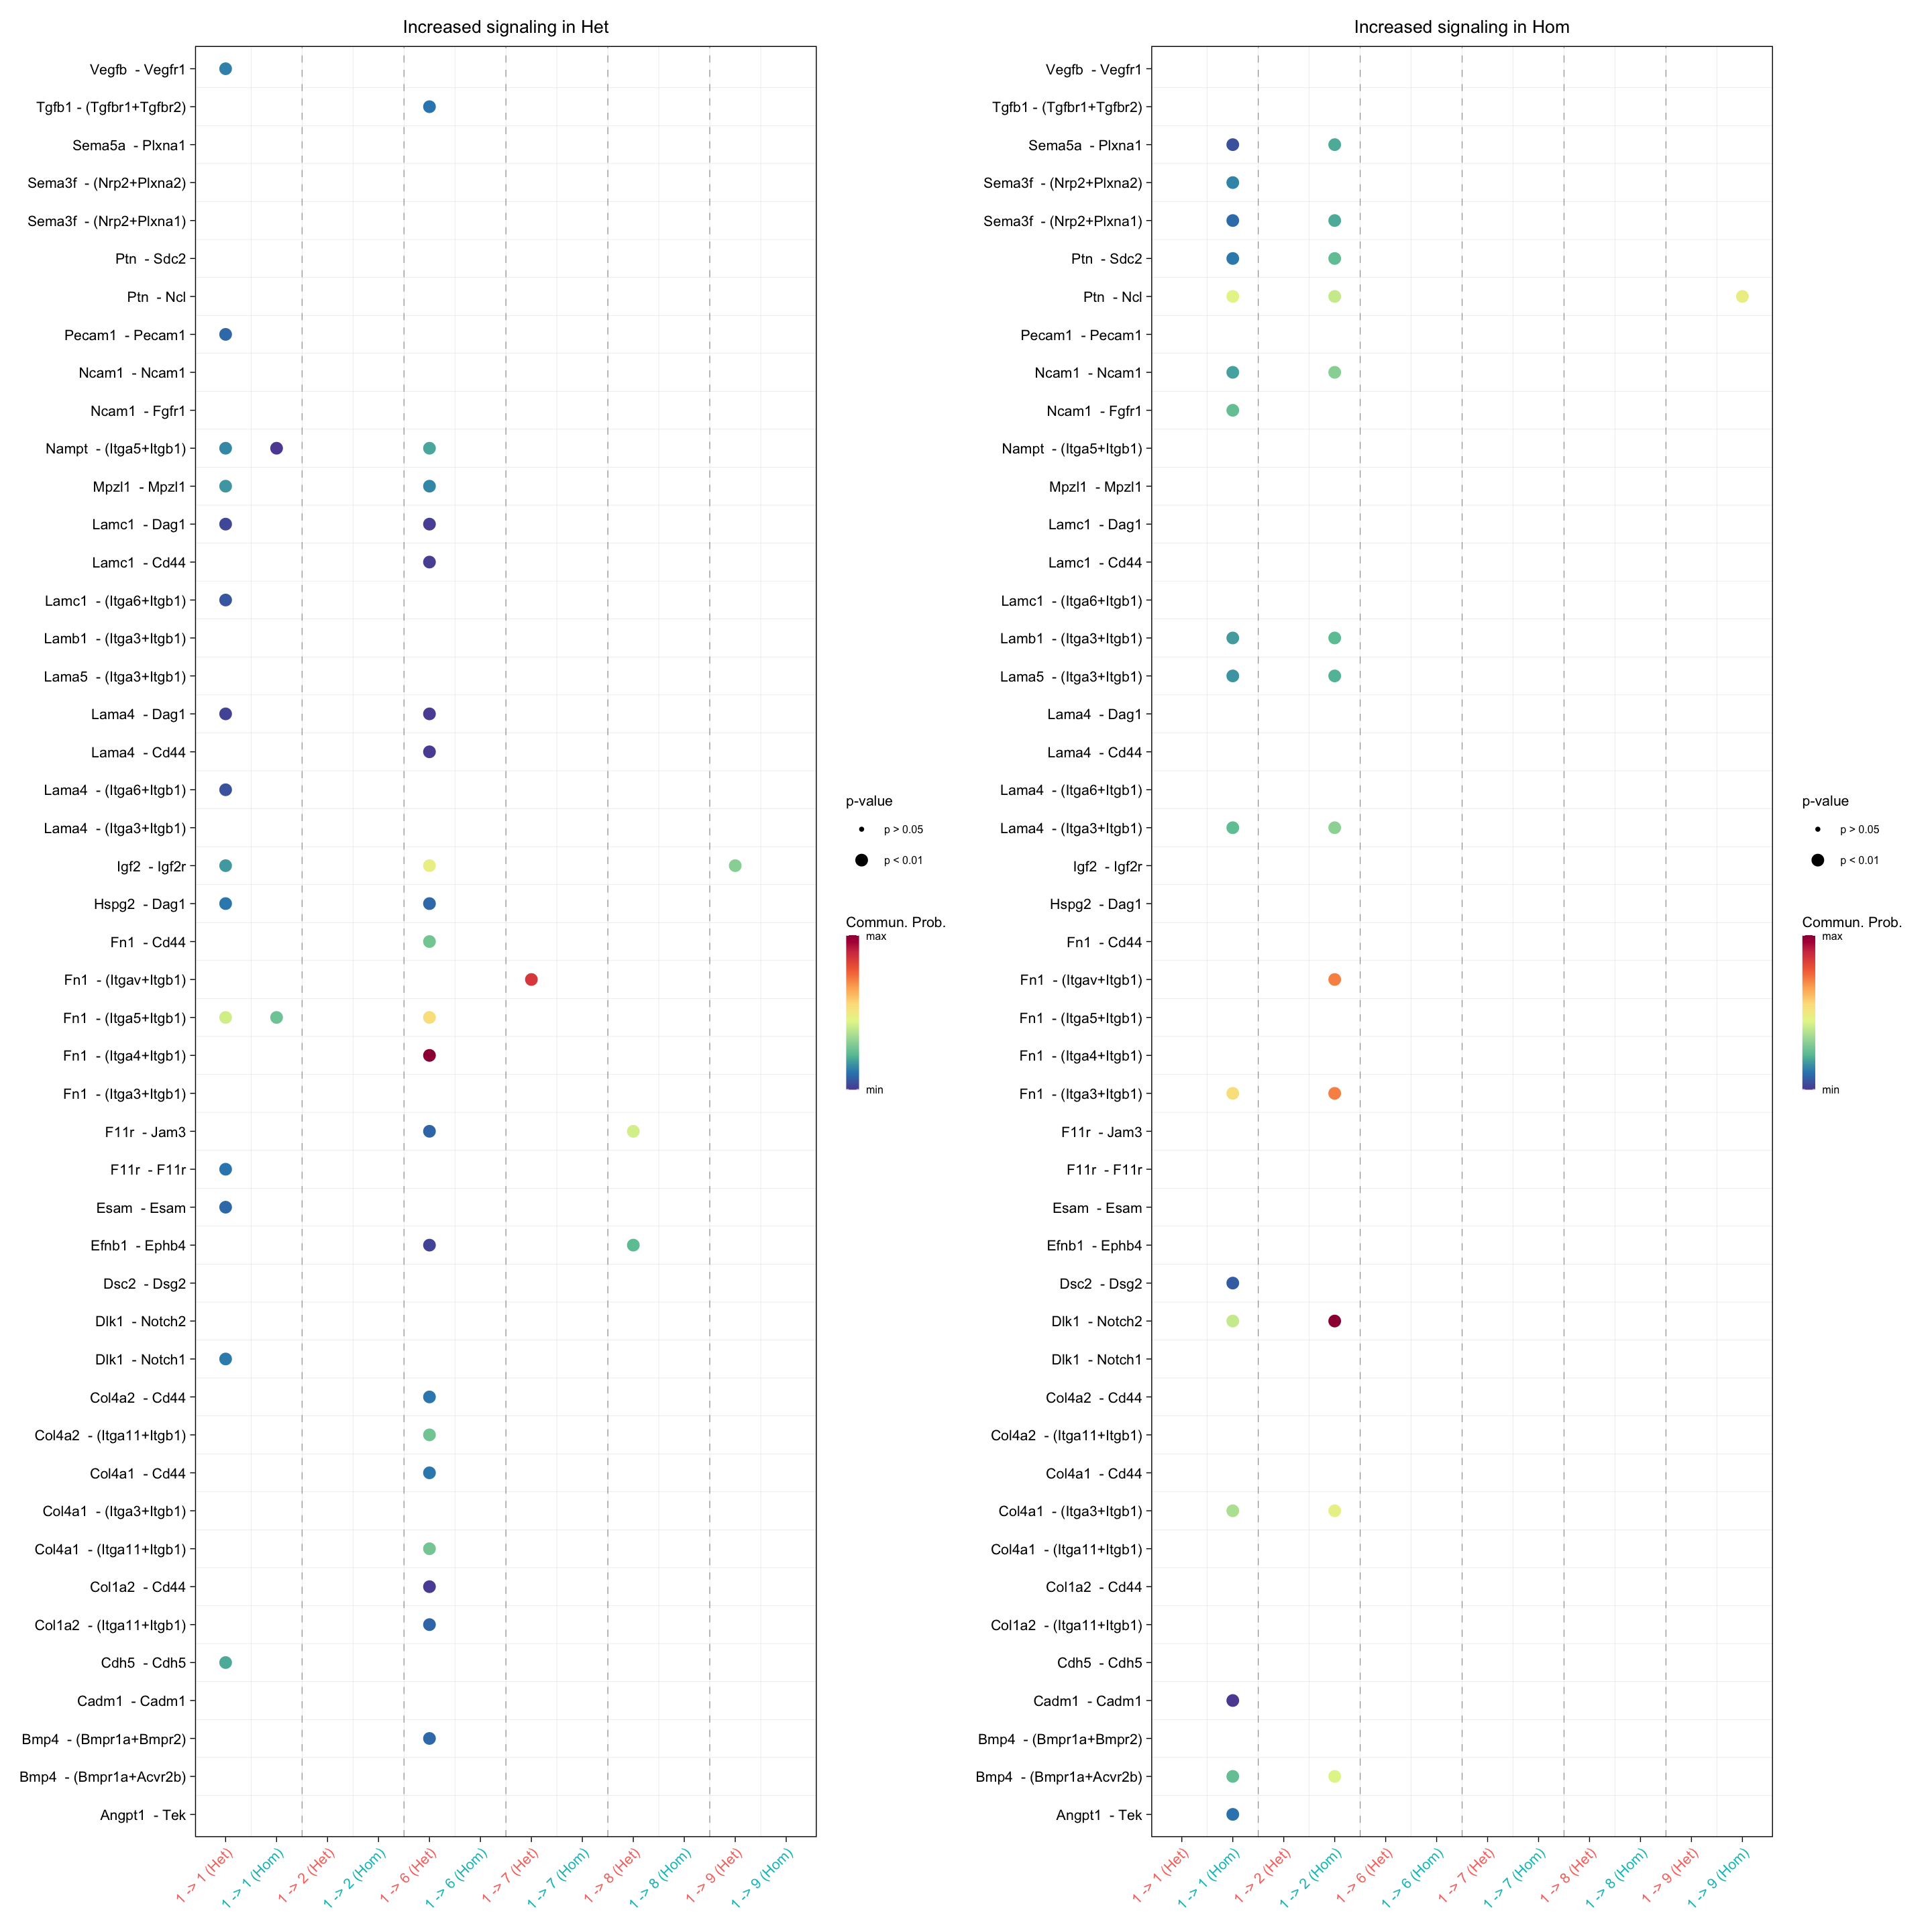 Increased signaling in Het
Vegfb - Vegfr1
Tgfb1 - (Tgfbr1+Tgfbr2)
Sema5a - Plxna1
Sema3f - (Nrp2+Plxna2)
Sema3f - (Nrp2+Plxna1)
Ptn - Sdc2
Ptn - Ncl
Pecam1 - Pecam1
Ncam1 - Ncam1
Ncam1 - Fgfr1
Nampt - (Itga5+Itgb1)
Mpzl1 - Mpzl1
Lamc1 - Dag1
Lamc1 - Cd44
Lamc1 - (Itga6+Itgb1)
Lamb1 - (Itga3+Itgb1)
Lama5 - (Itga3+Itgb1)
Lama4 - Dag1
Lama4 - Cd44
Lama4 - (Itga6+Itgb1)
Lama4 - (Itga3+Itgb1)
Igf2 - Igf2r
Hspg2 - Dag1
Fn1 - Cd44
Fn1 - (Itgav+Itgb1)
Fn1 - (Itga5+Itgb1)
Fn1 - (Itga4+Itgb1)
Fn1 - (Itga3+Itgb1)
F11r - Jam3
F11r - F11r
Esam - Esam
Efnb1 - Ephb4
Dsc2 - Dsg2
Dlk1 - Notch2
Dlk1 - Notch1
Col4a2 - Cd44
Col4a2 - (Itga11+Itgb1)
Col4a1 - Cd44
Col4a1 - (Itga3+Itgb1)
Col4a1 - (Itga11+Itgb1)
Col1a2 - Cd44
Col1a2 - (Itga11+Itgb1)
Cdh5 - Cdh5
Cadm1 - Cadm1
Bmp4 - (Bmpr1a+Bmpr2)
Bmp4 - (Bmpr1a+Acvr2b)
Angpt1 - Tek
1 -> 1 (Het)
1 -> 1 (Hom)
1 -> 2 (Het)
1 -> 2 (Hom)
1 -> 6 (Het)
1 -> 6 (Hom)
1 -> 7 (Het)
1 -> 7 (Hom)
1 -> 8 (Het)
1 -> 8 (Hom)
1 -> 9 (Het)
1 -> 9 (Hom)
p-value
p > 0.05
p < 0.01
Commun. Prob.
max
min
Increased signaling in Hom
Vegfb - Vegfr1
Tgfb1 - (Tgfbr1+Tgfbr2)
Sema5a - Plxna1
Sema3f - (Nrp2+Plxna2)
Sema3f - (Nrp2+Plxna1)
Ptn - Sdc2
Ptn - Ncl
Pecam1 - Pecam1
Ncam1 - Ncam1
Ncam1 - Fgfr1
Nampt - (Itga5+Itgb1)
Mpzl1 - Mpzl1
Lamc1 - Dag1
Lamc1 - Cd44
Lamc1 - (Itga6+Itgb1)
Lamb1 - (Itga3+Itgb1)
Lama5 - (Itga3+Itgb1)
Lama4 - Dag1
Lama4 - Cd44
Lama4 - (Itga6+Itgb1)
Lama4 - (Itga3+Itgb1)
Igf2 - Igf2r
Hspg2 - Dag1
Fn1 - Cd44
Fn1 - (Itgav+Itgb1)
Fn1 - (Itga5+Itgb1)
Fn1 - (Itga4+Itgb1)
Fn1 - (Itga3+Itgb1)
F11r - Jam3
F11r - F11r
Esam - Esam
Efnb1 - Ephb4
Dsc2 - Dsg2
Dlk1 - Notch2
Dlk1 - Notch1
Col4a2 - Cd44
Col4a2 - (Itga11+Itgb1)
Col4a1 - Cd44
Col4a1 - (Itga3+Itgb1)
Col4a1 - (Itga11+Itgb1)
Col1a2 - Cd44
Col1a2 - (Itga11+Itgb1)
Cdh5 - Cdh5
Cadm1 - Cadm1
Bmp4 - (Bmpr1a+Bmpr2)
Bmp4 - (Bmpr1a+Acvr2b)
Angpt1 - Tek
1 -> 1 (Het)
1 -> 1 (Hom)
1 -> 2 (Het)
1 -> 2 (Hom)
1 -> 6 (Het)
1 -> 6 (Hom)
1 -> 7 (Het)
1 -> 7 (Hom)
1 -> 8 (Het)
1 -> 8 (Hom)
1 -> 9 (Het)
1 -> 9 (Hom)
p-value
p > 0.05
p < 0.01
Commun. Prob.
max
min